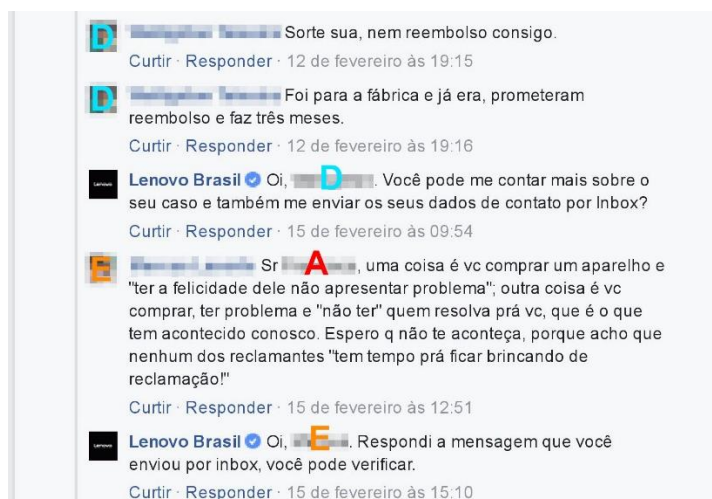 D Sorte sua, nem reembolso consigo.
Curtir · Responder · 12 de fevereiro às 19:15
D Foi para a fábrica e já era, prometeram
reembolso e faz três meses.
Curtir · Responder · 12 de fevereiro às 19:16
Lenovo Brasil Oi, D. Você pode me contar mais sobre o
seu caso e também me enviar os seus dados de contato por Inbox?
Curtir · Responder · 15 de fevereiro às 09:54
E Sr A, uma coisa é vc comprar um aparelho e
"ter a felicidade dele não apresentar problema"; outra coisa é vc
comprar, ter problema e "não ter" quem resolva prá vc, que é o que
tem acontecido conosco. Espero q não te aconteça, porque acho que
nenhum dos reclamantes "tem tempo prá ficar brincando de
reclamação!"
Curtir · Responder · 15 de fevereiro às 12:51
Lenovo Brasil Oi, E. Respondi a mensagem que você
enviou por inbox, você pode verificar.
Curtir · Responder · 15 de fevereiro às 15:10